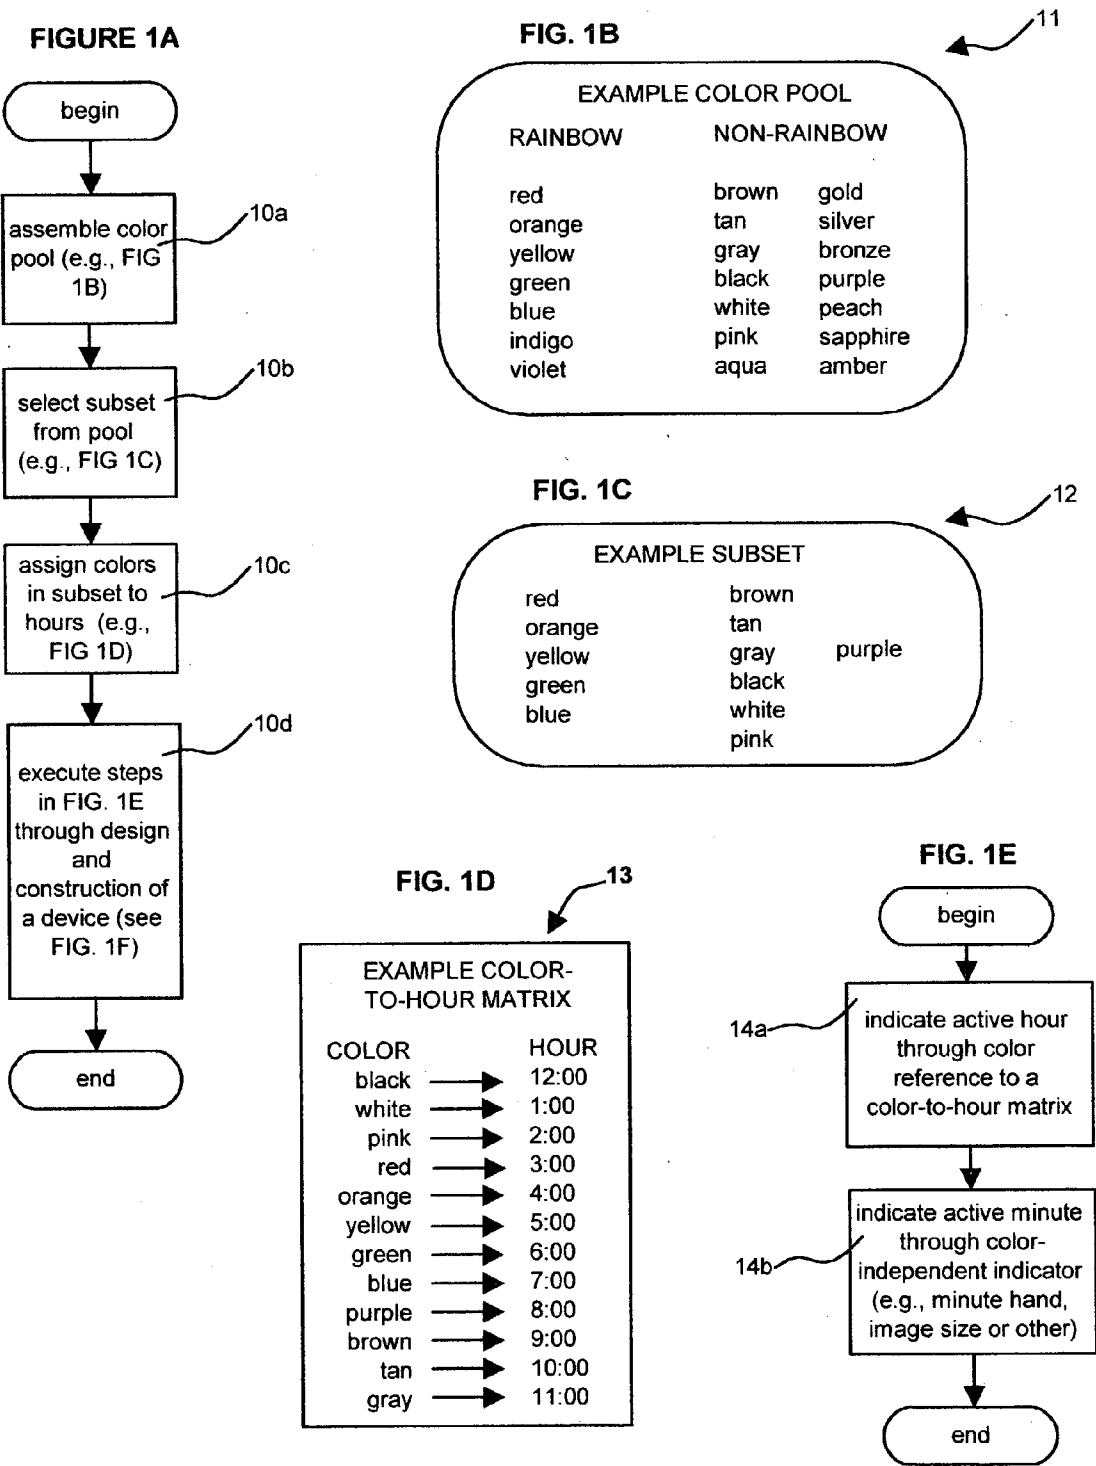 FIGURE 1A
begin
assemble color
pool (e.g., FIG
1B)
10a
select subset
from pool
(e.g., FIG 1C)
10b
assign colors
in subset to
hours (e.g.,
FIG 1D)
10c
execute steps
in FIG. 1E
through design
and
construction of
a device (see
FIG. 1F)
10d
end
FIG. 1B
11
EXAMPLE COLOR POOL
RAINBOW NON-RAINBOW
red brown gold
orange tan silver
yellow gray bronze
green black purple
blue white peach
indigo pink sapphire
violet aqua amber
FIG. 1C
12
EXAMPLE SUBSET
red brown
orange tan
yellow gray purple
green black
blue white
pink
FIG. 1D
13
EXAMPLE COLOR-
TO-HOUR MATRIX
COLOR HOUR
black 12:00
white 1:00
pink 2:00
red 3:00
orange 4:00
yellow 5:00
green 6:00
blue 7:00
purple 8:00
brown 9:00
tan 10:00
gray 11:00
FIG. 1E
begin
14a
indicate active hour
through color
reference to a
color-to-hour matrix
14b
indicate active minute
through color-
independent indicator
(e.g., minute hand,
image size or other)
end